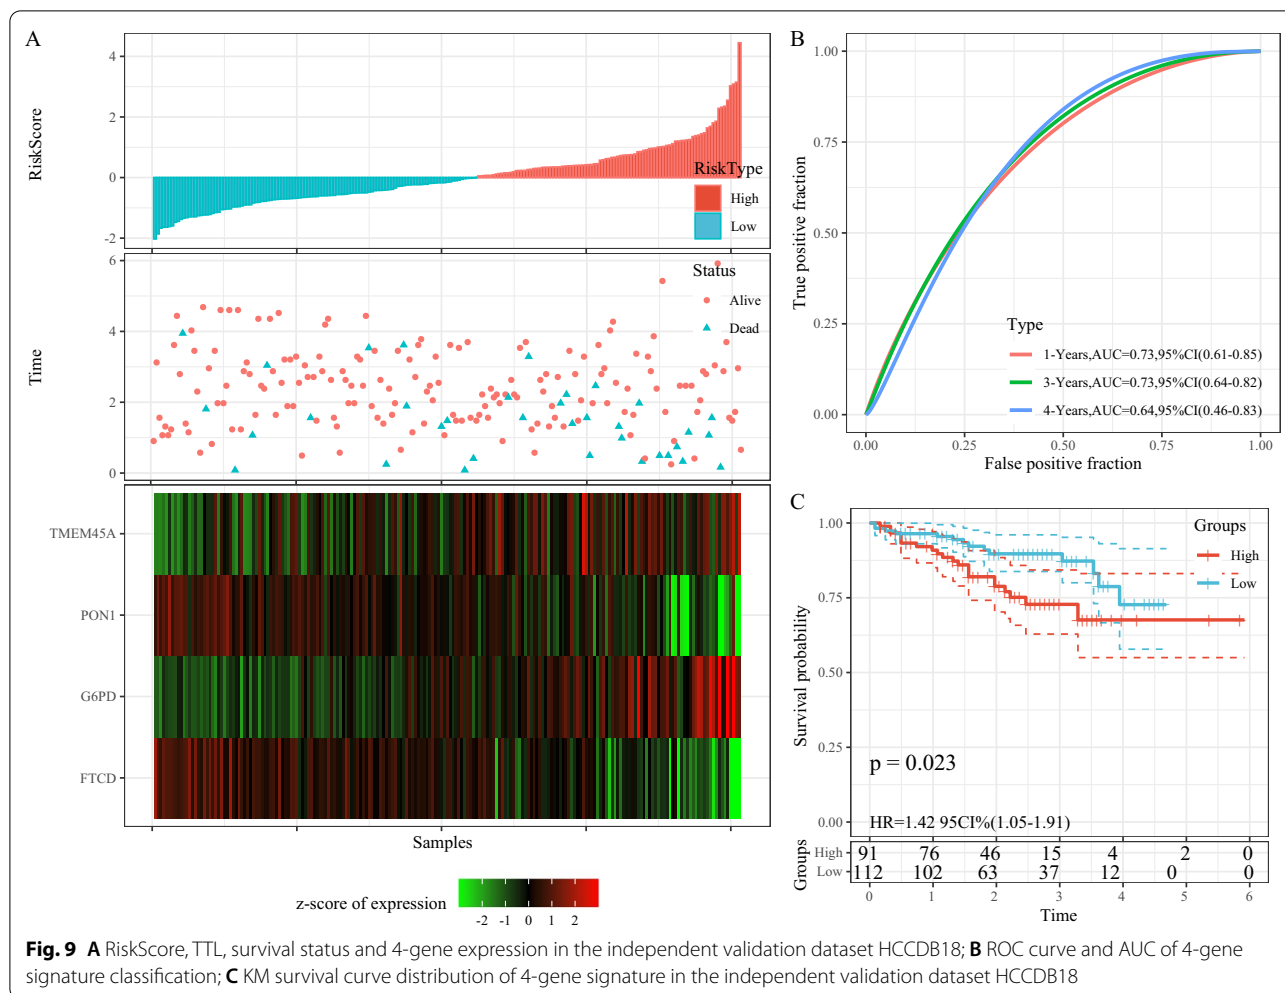 A
RiskScore
4
2
0
-2
RiskType
High
Low
Time
6
4
2
0
Status
Alive
Dead
TMEM45A
PON1
G6PD
FTCD
Samples
z-score of expression
-2 -1 0 1 2
B
True positive fraction
1.00
0.75
0.50
0.25
0.00
Type
1-Years,AUC=0.73,95%CI(0.61-0.85)
3-Years,AUC=0.73,95%CI(0.64-0.82)
4-Years,AUC=0.64,95%CI(0.46-0.83)
0.00 0.25 0.50 0.75 1.00
False positive fraction
C
Survival probability
1.00
0.75
0.50
0.25
0.00
Groups
High
Low
p = 0.023
HR=1.42 95CI%(1.05-1.91)
Groups
High 91 76 46 15 4 2 0
Low 112 102 63 37 12 0 0
0 1 2 3 4 5 6
Time
Fig. 9 A RiskScore, TTL, survival status and 4-gene expression in the independent validation dataset HCCDB18; B ROC curve and AUC of 4-gene
signature classification; C KM survival curve distribution of 4-gene signature in the independent validation dataset HCCDB18